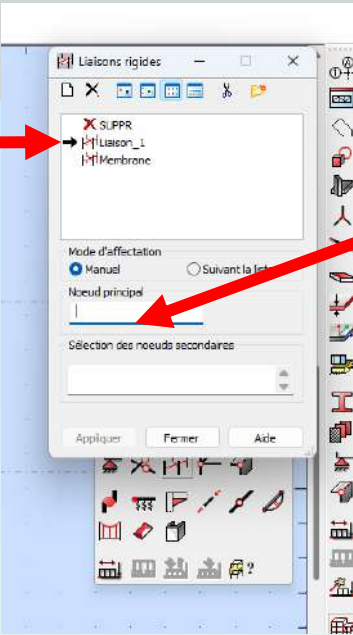 Liaisons rigides
SUPPR
Liaison_1
Membrane
Mode d'affectation
Manuel
Suivant la liste
Noeud principal
Sélection des noeuds secondaires
Appliquer
Fermer
Aide